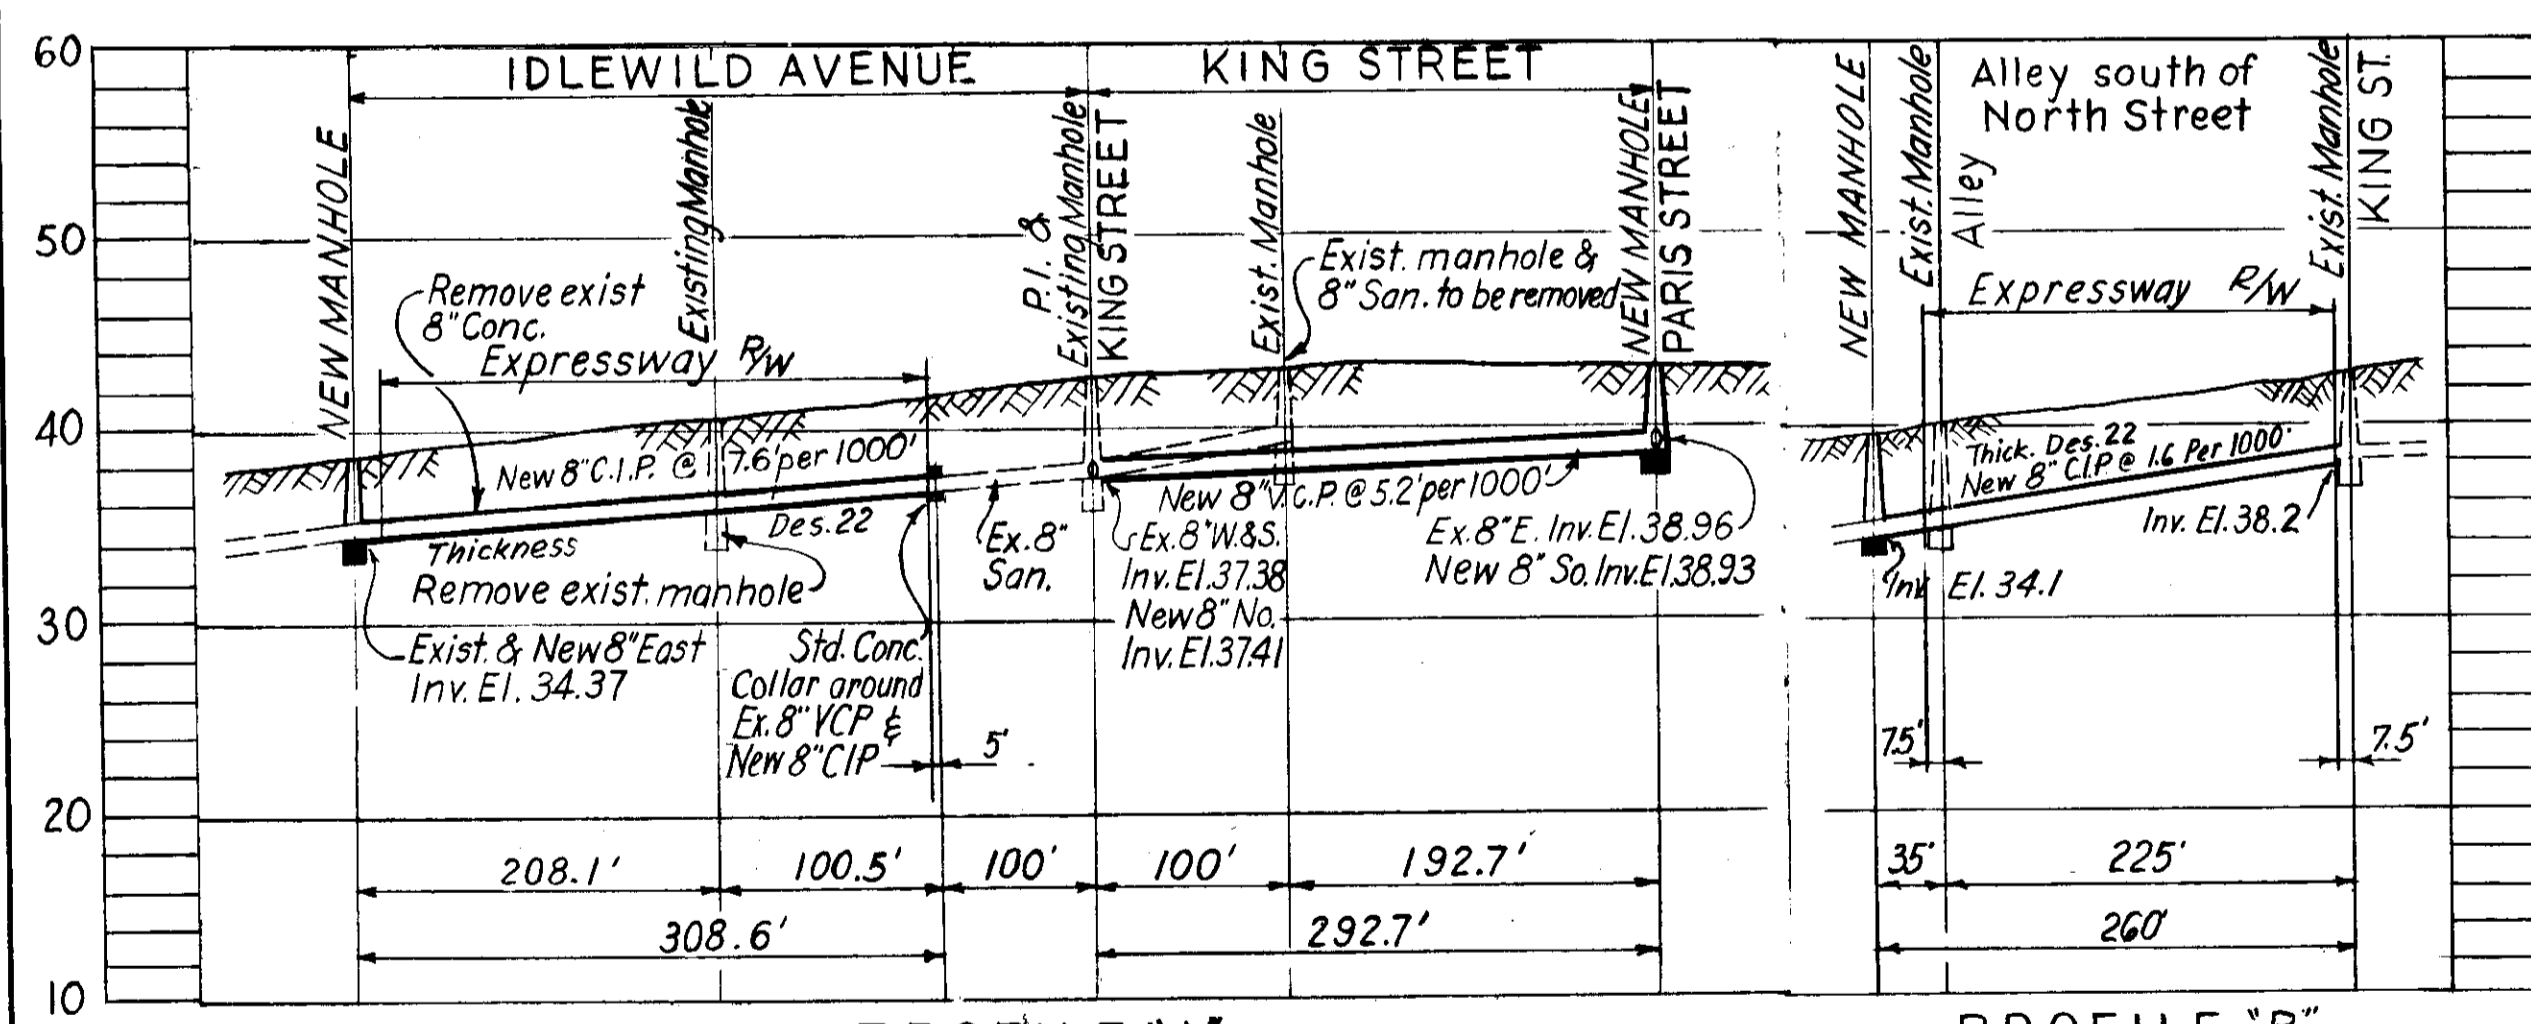 60
50
40
30
20
10
IDLEWILD AVENUE
KING STREET
NEW MANHOLE
Existing Manhole
P.I. &
Existing Manhole
KING STREET
Exist. Manhole
NEW MANHOLE
PARIS STREET
Remove exist
8" Conc.
Expressway R/W
Exist. manhole &
8" San. to be removed
New 8" C.I.P. @ 7.6' per 1000'
Thickness Des. 22
Remove exist. manhole
Exist. & New 8" East
Inv. El. 34.37
Std. Conc.
Collar around
Ex. 8" VCP &
New 8" CIP
5'
Ex. 8"
San.
New 8" V.C.P. @ 5.2' per 1000'
Ex. 8" W. & S.
Inv. El. 37.38
New 8" No.
Inv. El. 37.41
Ex. 8" E. Inv. El. 38.96
New 8" So. Inv. El. 38.93
208.1'
100.5'
100'
100'
192.7'
308.6'
292.7'
NEW MANHOLE
Exist. Manhole
Alley
Alley south of
North Street
Exist. Manhole
KING ST.
Expressway R/W
Thick. Des. 22
New 8" C.I.P. @ 1.6 Per 1000'
Inv. El. 38.2
Inv. El. 34.1
7.5'
7.5'
35'
225'
260'
PROFILE "B"